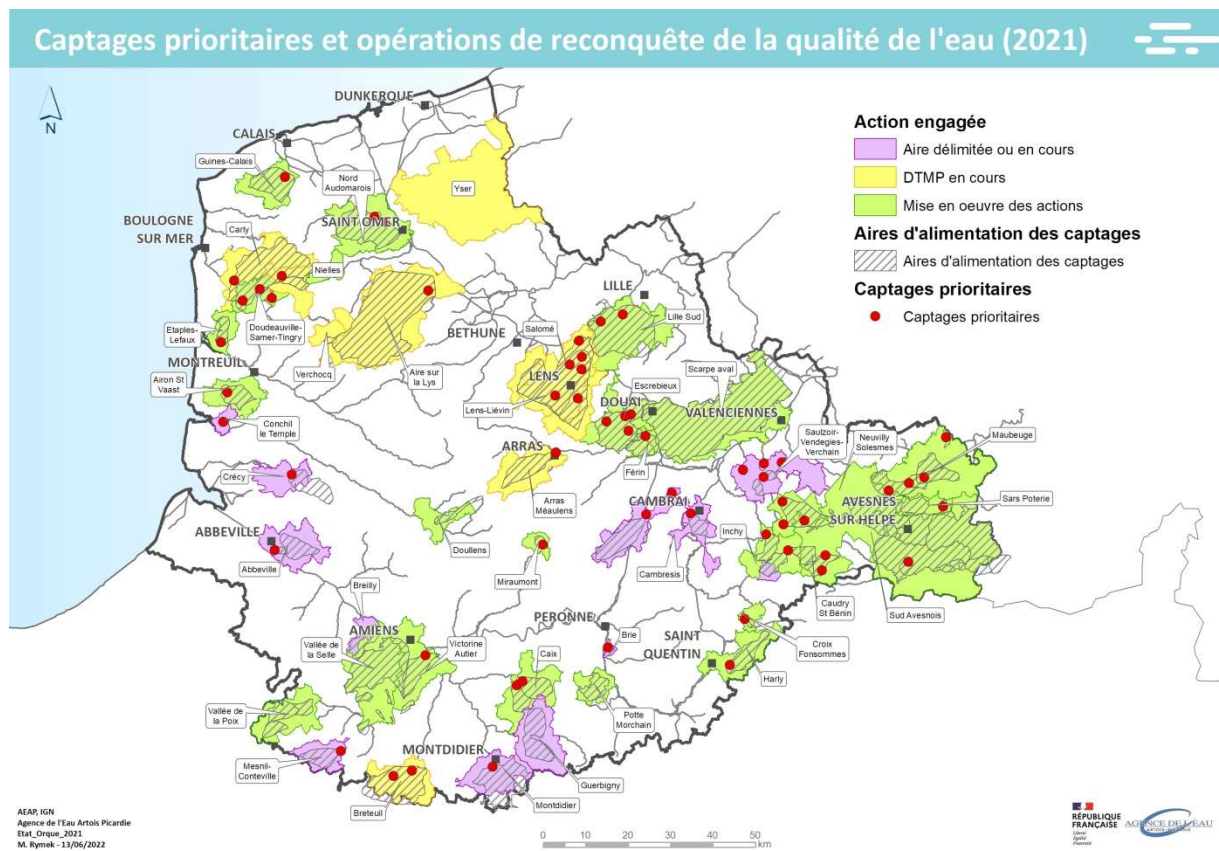 Captages prioritaires et opérations de reconquête de la qualité de l'eau (2021)
N
DUNKERQUE
CALAIS
Guines-Calais
Nord
Audomarois
Yser
SAINT OMER
BOULOGNE
SUR MER
Carly
Nielles
Etaples-
Lefaux
Doudeauville-
Samer-Tingry
Verchocq
Aire sur
la Lys
MONTREUIL
Airon St
Vaast
Conchil
le Temple
LILLE
Lille Sud
BETHUNE
Salomé
LENS
Lens-Liévin
Escrebieux
DOUAI
Scarpe aval
VALENCIENNES
Férin
ARRAS
Arras
Méaulens
Saulzoir-
Vendegies-
Verchain
Neuvilly
Solesmes
Maubeuge
AVESNES
SUR HELPE
Sars Poterie
Crécy
CAMBRAI
Cambresis
Inchy
Caudry
St Bénin
Sud Avesnois
ABBEVILLE
Abbeville
Doullens
Miraumont
Breilly
AMIENS
Vallée de
la Selle
Victorine
Autier
PERONNE
Brie
SAINT
QUENTIN
Croix
Fonsommes
Harly
Caix
Potte
Morchain
Vallée de
la Poix
Mesnil-
Conteville
MONTDIDIER
Breteuil
Montdidier
Guerbigny
Action engagée
Aire délimitée ou en cours
DTMP en cours
Mise en oeuvre des actions
Aires d'alimentation des captages
Aires d'alimentation des captages
Captages prioritaires
Captages prioritaires
AEAP, IGN
Agence de l'Eau Artois Picardie
Etat_Orque_2021
M. Rymek - 13/06/2022
0 10 20 30 40 50
km
RÉPUBLIQUE
FRANÇAISE
Liberté
Égalité
Fraternité
AGENCE DE L'EAU